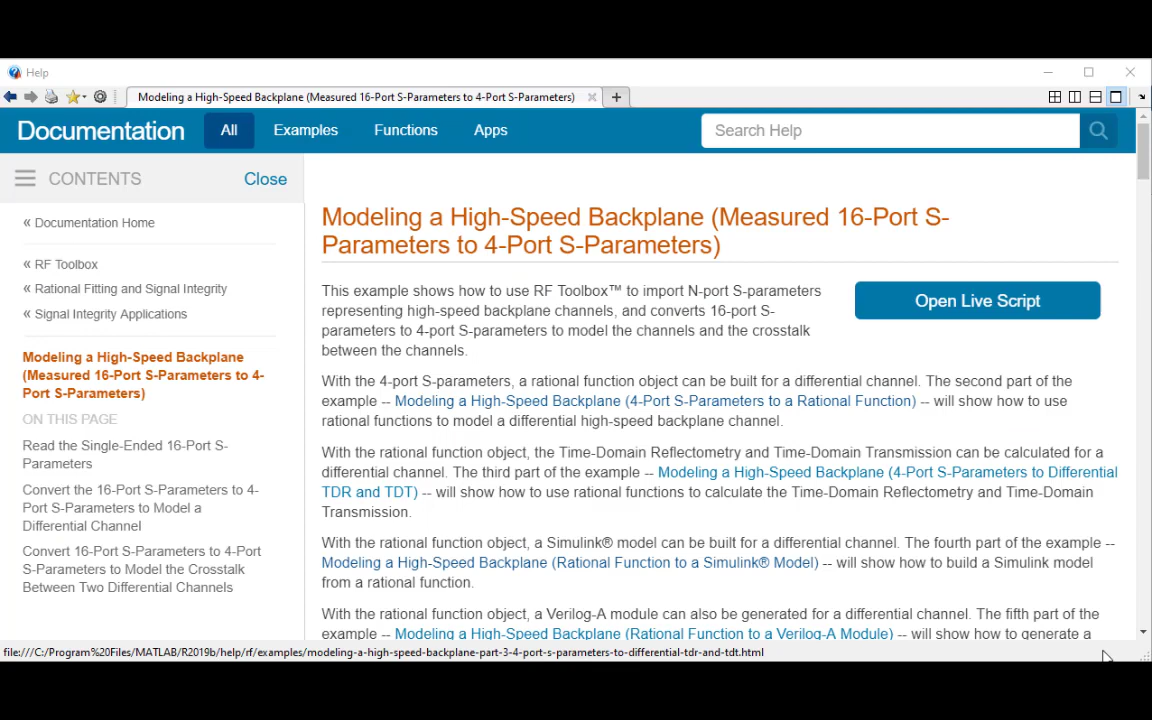 Help
Modeling a High-Speed Backplane (Measured 16-Port S-Parameters to 4-Port S-Parameters)
Documentation
All
Examples
Functions
Apps
Search Help
CONTENTS
Close
« Documentation Home
« RF Toolbox
« Rational Fitting and Signal Integrity
« Signal Integrity Applications
Modeling a High-Speed Backplane
(Measured 16-Port S-Parameters to 4-
Port S-Parameters)
ON THIS PAGE
Read the Single-Ended 16-Port S-
Parameters
Convert the 16-Port S-Parameters to 4-
Port S-Parameters to Model a
Differential Channel
Convert 16-Port S-Parameters to 4-Port
S-Parameters to Model the Crosstalk
Between Two Differential Channels
Modeling a High-Speed Backplane (Measured 16-Port S-
Parameters to 4-Port S-Parameters)
Open Live Script
This example shows how to use RF Toolbox™ to import N-port S-parameters
representing high-speed backplane channels, and converts 16-port S-
parameters to 4-port S-parameters to model the channels and the crosstalk
between the channels.
With the 4-port S-parameters, a rational function object can be built for a differential channel. The second part of the
example -- Modeling a High-Speed Backplane (4-Port S-Parameters to a Rational Function) -- will show how to use
rational functions to model a differential high-speed backplane channel.
With the rational function object, the Time-Domain Reflectometry and Time-Domain Transmission can be calculated for a
differential channel. The third part of the example -- Modeling a High-Speed Backplane (4-Port S-Parameters to Differential
TDR and TDT) -- will show how to use rational functions to calculate the Time-Domain Reflectometry and Time-Domain
Transmission.
With the rational function object, a Simulink® model can be built for a differential channel. The fourth part of the example --
Modeling a High-Speed Backplane (Rational Function to a Simulink® Model) -- will show how to build a Simulink model
from a rational function.
With the rational function object, a Verilog-A module can also be generated for a differential channel. The fifth part of the
example -- Modeling a High-Speed Backplane (Rational Function to a Verilog-A Module) -- will show how to generate a
file:///C:/Program%20Files/MATLAB/R2019b/help/rf/examples/modeling-a-high-speed-backplane-part-3-4-port-s-parameters-to-differential-tdr-and-tdt.html